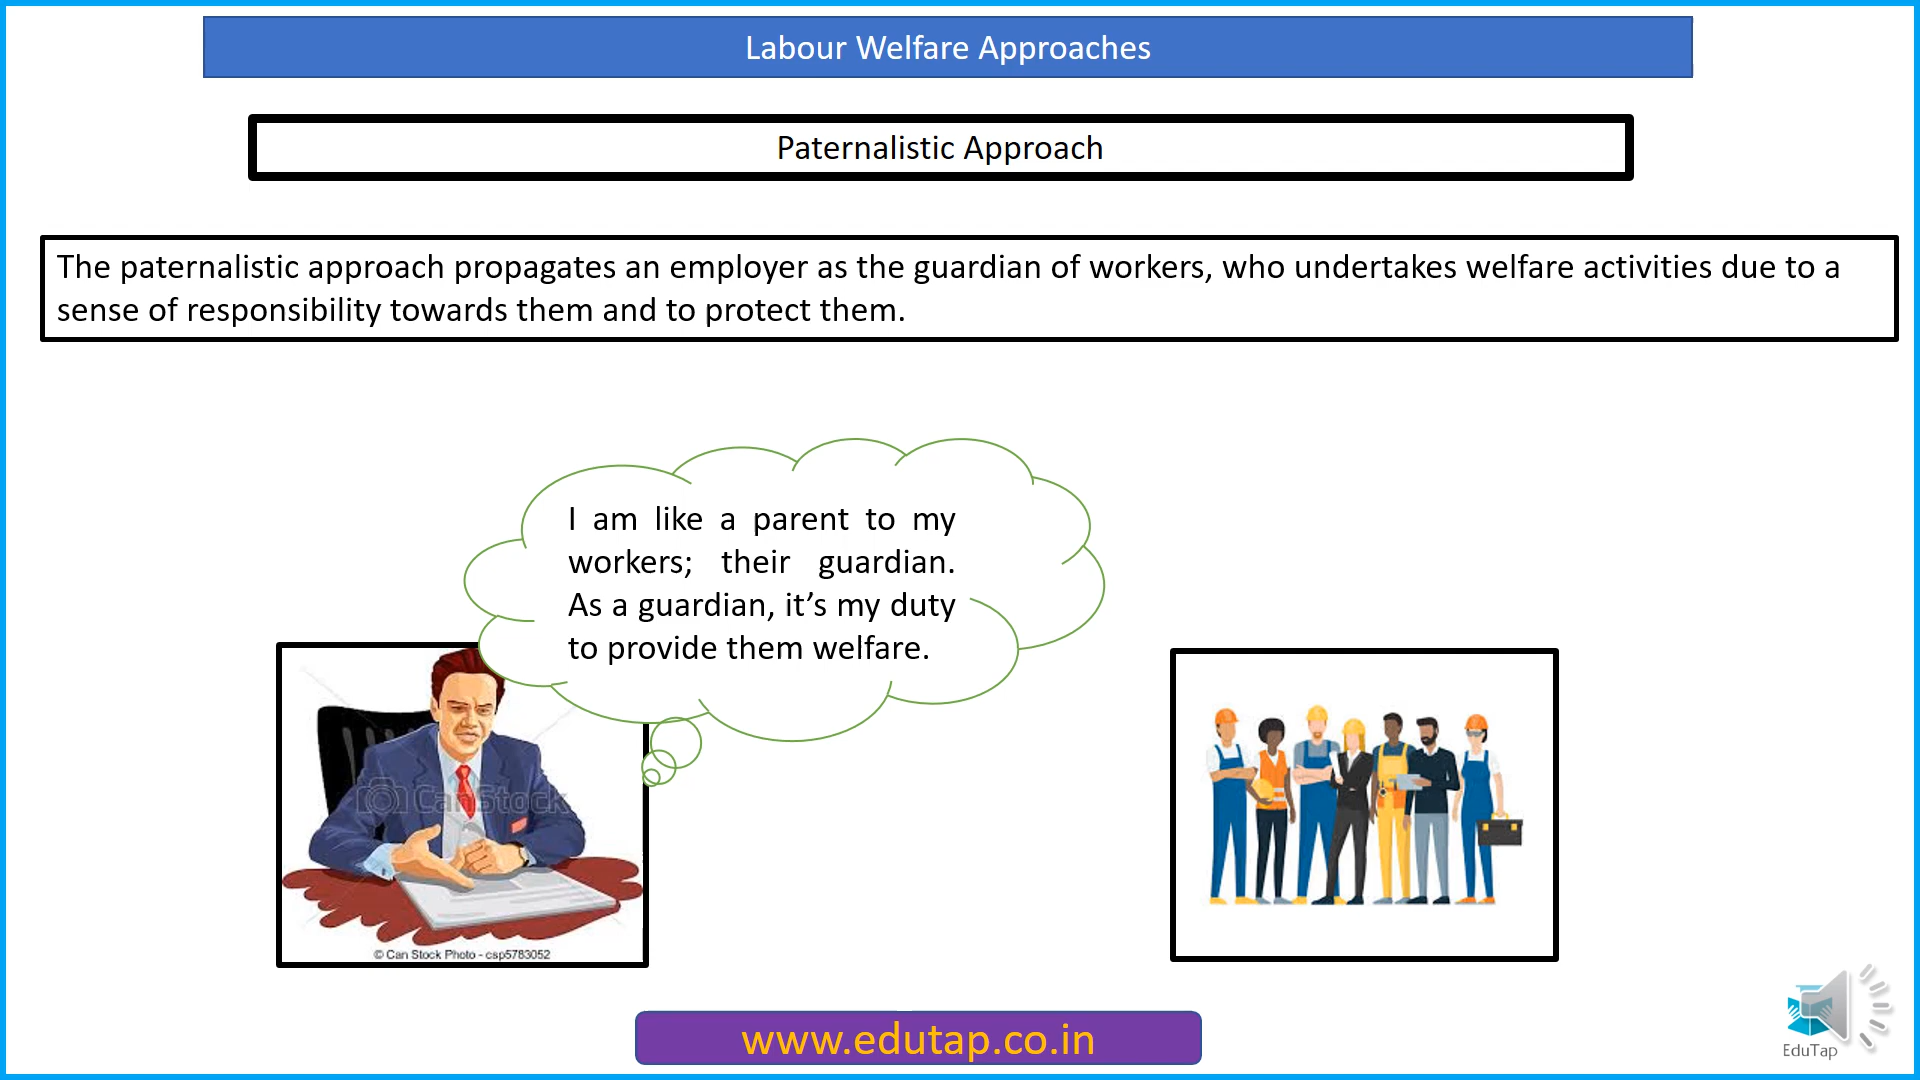 Labour Welfare Approaches
Paternalistic Approach
The paternalistic approach propagates an employer as the guardian of workers, who undertakes welfare activities due to a
sense of responsibility towards them and to protect them.
I am like a parent to my
workers; their guardian.
As a guardian, it’s my duty
to provide them welfare.
CanStock
© Can Stock Photo - csp5783052
www.edutap.co.in
EduTap